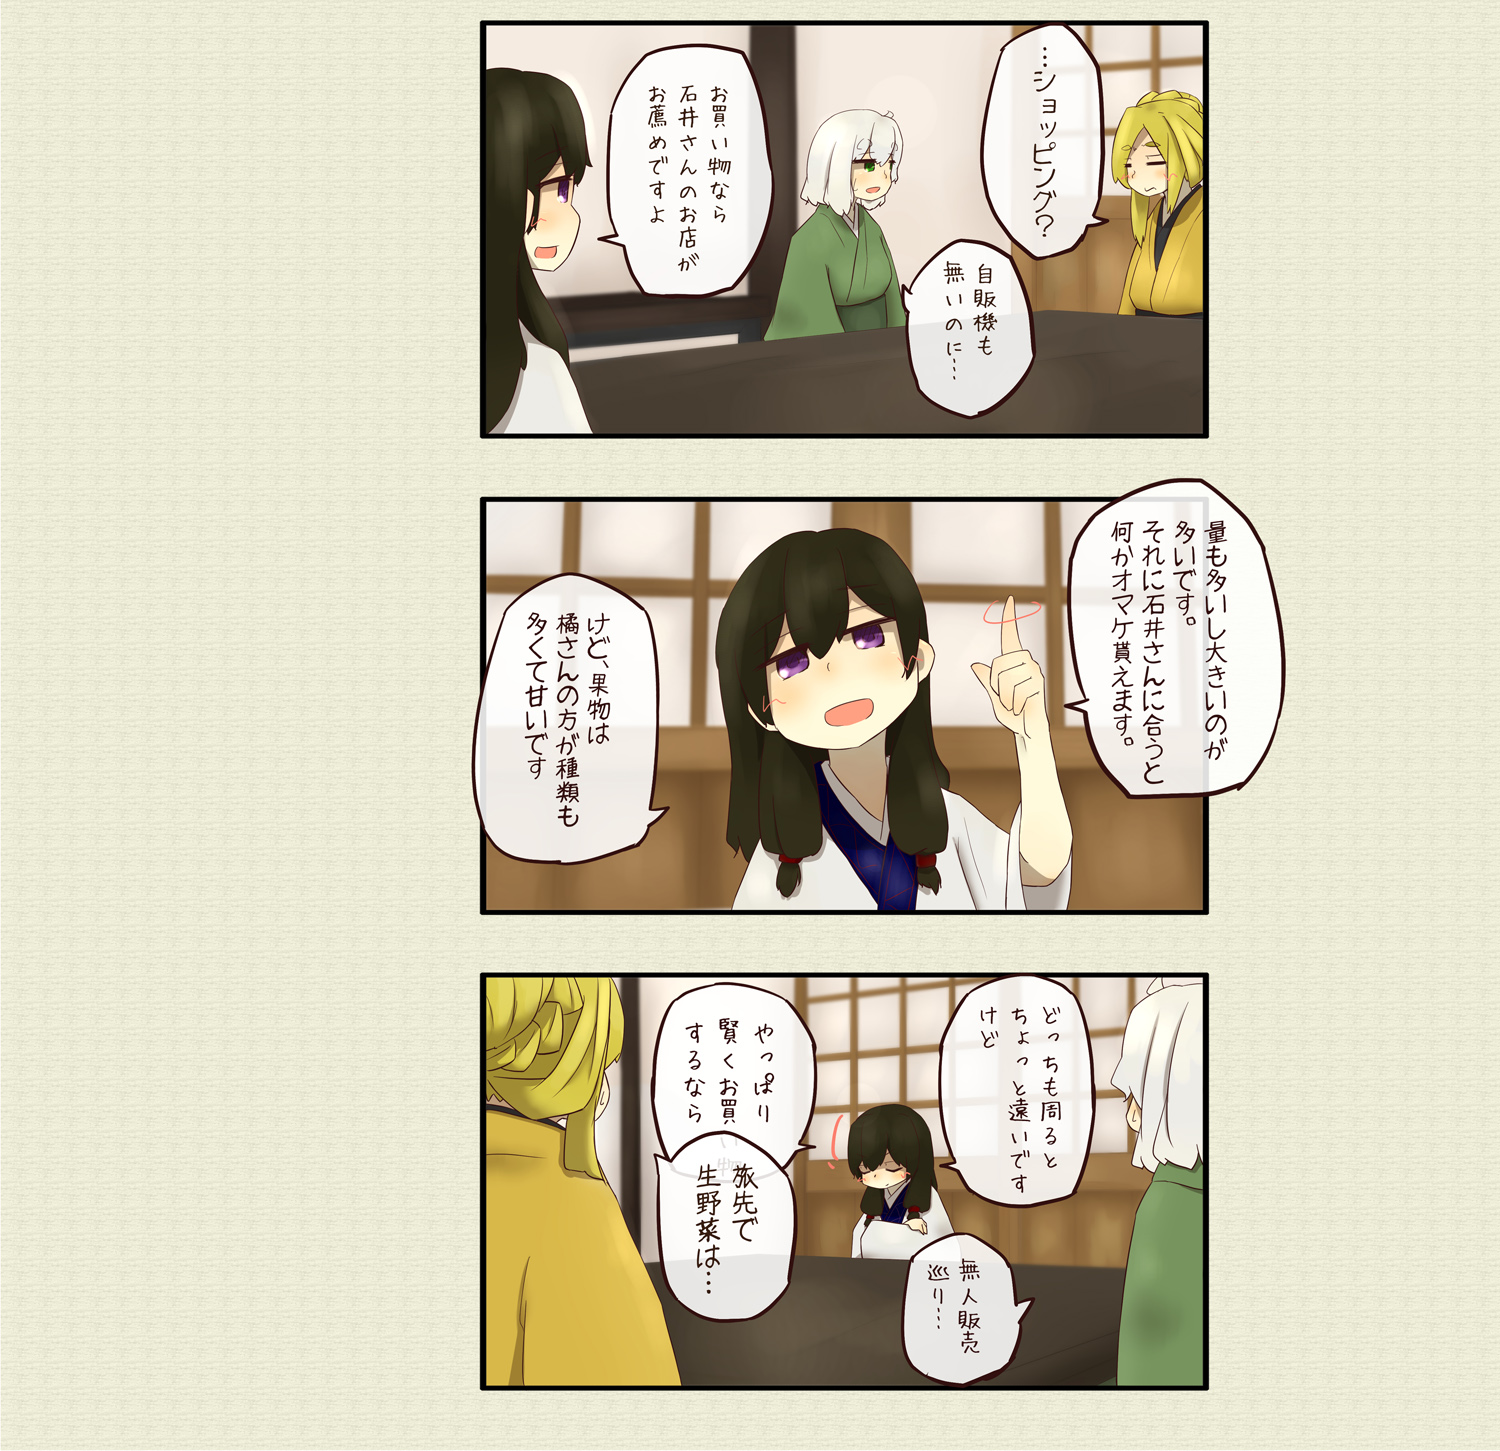 …ショッピング?
自販機も
無いのに…
お買い物なら
石井さんのお店が
お薦めですよ
量も多いし大きいのが
多いです。
それに石井さんに合うと
何かオマケ貰えます。
けど、果物は
橘さんの方が種類も
多くて甘いです
どっちも周ると
ちょっと遠いです
けど
やっぱり
賢くお買い物
するなら
旅先で
生野菜は…
無人販売
巡り…